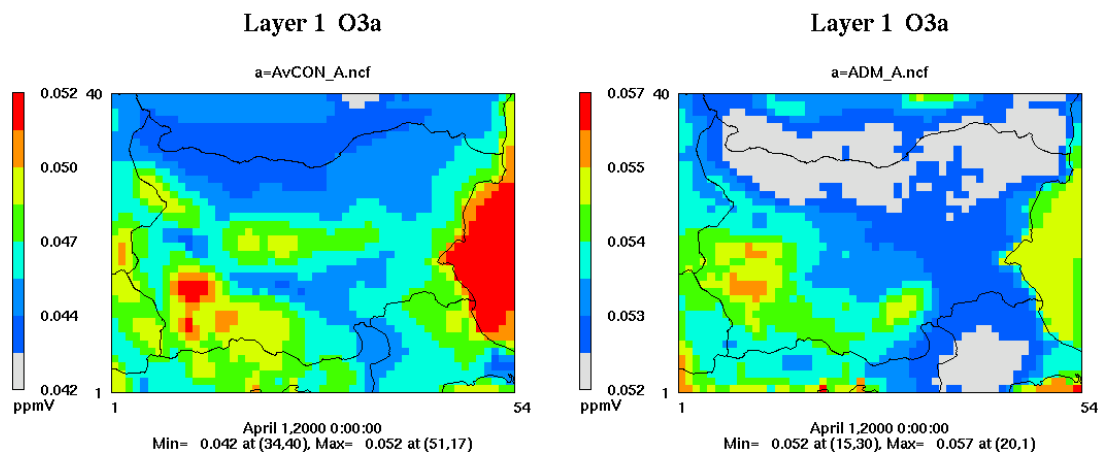 Layer 1 O3a
a=AvCON_A.ncf
0.052
0.050
0.047
0.044
0.042
ppmV
40
1
1
54
April 1,2000 0:00:00
Min= 0.042 at (34,40), Max= 0.052 at (51,17)
Layer 1 O3a
a=ADM_A.ncf
0.057
0.055
0.054
0.053
0.052
ppmV
40
1
1
54
April 1,2000 0:00:00
Min= 0.052 at (15,30), Max= 0.057 at (20,1)